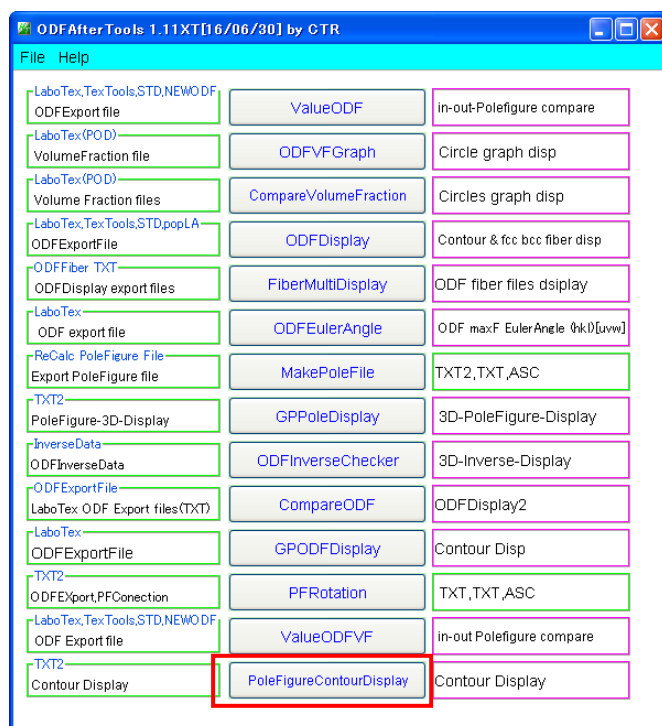 ODFAfterTools 1.11XT[16/06/30] by CTR
File Help
LaboTex,TexTools,STD,NEWODF
ODFExport file
ValueODF
in-out-Polefigure compare
LaboTex(POD)
VolumeFraction file
ODFVFGraph
Circle graph disp
LaboTex(POD)
Volume Fraction files
CompareVolumeFraction
Circles graph disp
LaboTex,TexTools,STD,popLA
ODFExportFile
ODFDisplay
Contour & fcc bcc fiber disp
ODFFiber TXT
ODFDisplay export files
FiberMultiDisplay
ODF fiber files dsiplay
LaboTex
ODF export file
ODFEulerAngle
ODF maxF EulerAngle (hkl)[uvw]
ReCalc PoleFigure File
Export PoleFigure file
MakePoleFile
TXT2,TXT,ASC
TXT2
PoleFigure-3D-Display
GPPoleDisplay
3D-PoleFigure-Display
InverseData
ODFInverseData
ODFInverseChecker
3D-Inverse-Display
ODFExportFile
LaboTex ODF Export files(TXT)
CompareODF
ODFDisplay2
LaboTex
ODFExportFile
GPODFDisplay
Contour Disp
TXT2
ODFEXport,PFConection
PFRotation
TXT,TXT,ASC
LaboTex,TexTools,STD,NEWODF
ODF Export file
ValueODFVF
in-out Polefigure compare
TXT2
Contour Display
PoleFigureContourDisplay
Contour Display